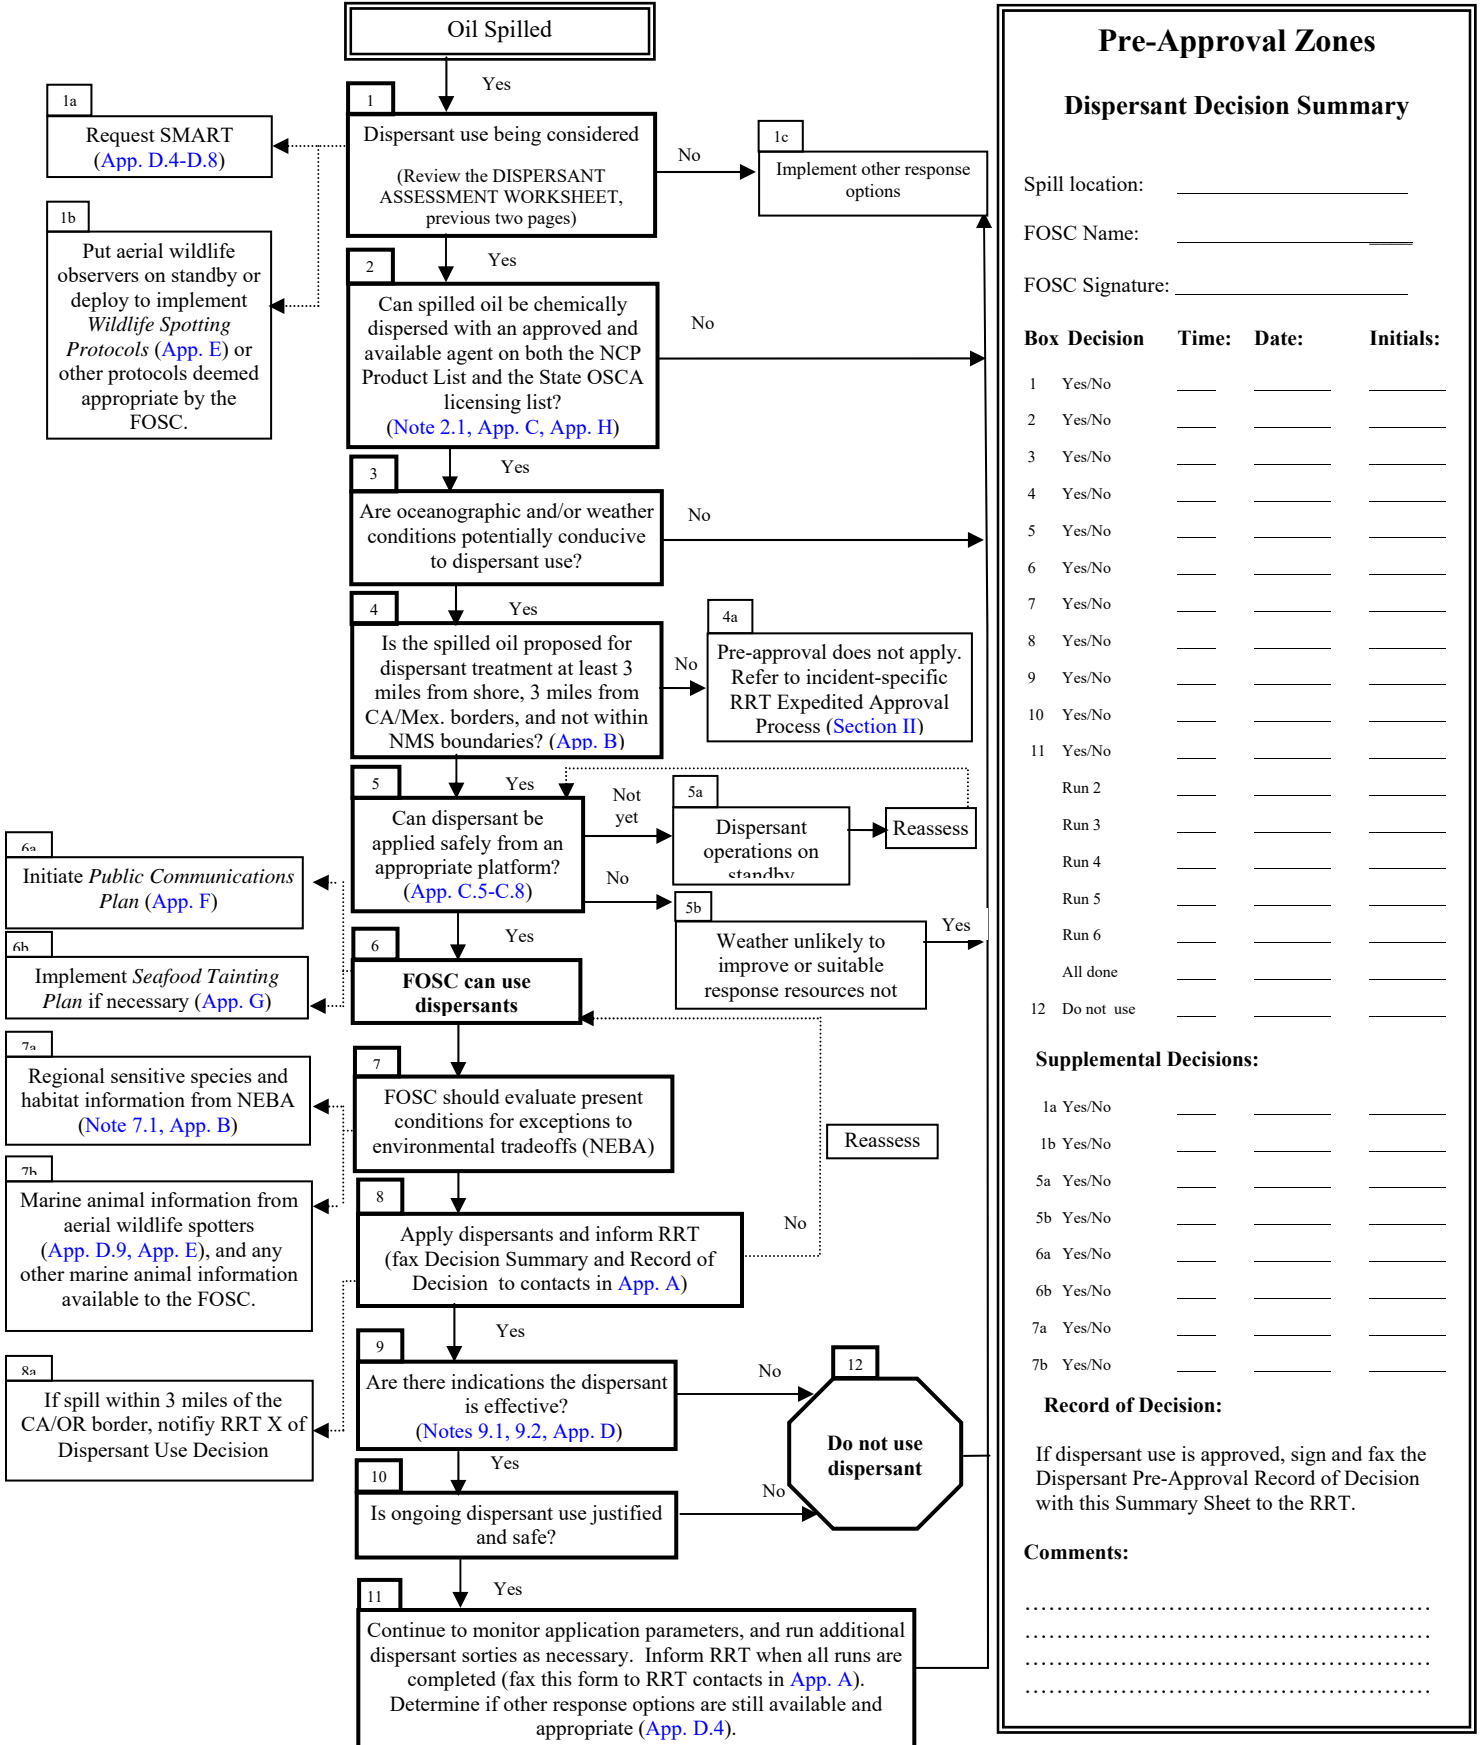 Oil Spilled
Yes
1a
Request SMART
(App. D.4-D.8)
1b
Put aerial wildlife
observers on standby or
deploy to implement
Wildlife Spotting
Protocols (App. E) or
other protocols deemed
appropriate by the
FOSC.
1
Dispersant use being considered
(Review the DISPERSANT
ASSESSMENT WORKSHEET,
previous two pages)
No
1c
Implement other response
options
Yes
2
Can spilled oil be chemically
dispersed with an approved and
available agent on both the NCP
Product List and the State OSCA
licensing list?
(Note 2.1, App. C, App. H)
No
Yes
3
Are oceanographic and/or weather
conditions potentially conducive
to dispersant use?
No
Yes
4
Is the spilled oil proposed for
dispersant treatment at least 3
miles from shore, 3 miles from
CA/Mex. borders, and not within
NMS boundaries? (App. B)
No
4a
Pre-approval does not apply.
Refer to incident-specific
RRT Expedited Approval
Process (Section II)
Yes
5
Can dispersant be
applied safely from an
appropriate platform?
(App. C.5-C.8)
Not
yet
5a
Dispersant
operations on
standby.
Reassess
No
5b
Weather unlikely to
improve or suitable
response resources not
Yes
Yes
6a
Initiate Public Communications
Plan (App. F)
6b
Implement Seafood Tainting
Plan if necessary (App. G)
6
FOSC can use
dispersants
7a
Regional sensitive species and
habitat information from NEBA
(Note 7.1, App. B)
7b
Marine animal information from
aerial wildlife spotters
(App. D.9, App. E), and any
other marine animal information
available to the FOSC.
7
FOSC should evaluate present
conditions for exceptions to
environmental tradeoffs (NEBA)
Reassess
8
Apply dispersants and inform RRT
(fax Decision Summary and Record of
Decision to contacts in App. A)
No
8a
If spill within 3 miles of the
CA/OR border, notifiy RRT X of
Dispersant Use Decision
Yes
9
Are there indications the dispersant
is effective?
(Notes 9.1, 9.2, App. D)
No
12
Do not use
dispersant
Yes
10
Is ongoing dispersant use justified
and safe?
No
Yes
11
Continue to monitor application parameters, and run additional
dispersant sorties as necessary. Inform RRT when all runs are
completed (fax this form to RRT contacts in App. A).
Determine if other response options are still available and
appropriate (App. D.4).
Pre-Approval Zones
Dispersant Decision Summary
Spill location:
FOSC Name:
FOSC Signature:
Box Decision Time: Date: Initials:
1 Yes/No
2 Yes/No
3 Yes/No
4 Yes/No
5 Yes/No
6 Yes/No
7 Yes/No
8 Yes/No
9 Yes/No
10 Yes/No
11 Yes/No
Run 2
Run 3
Run 4
Run 5
Run 6
All done
12 Do not use
Supplemental Decisions:
1a Yes/No
1b Yes/No
5a Yes/No
5b Yes/No
6a Yes/No
6b Yes/No
7a Yes/No
7b Yes/No
Record of Decision:
If dispersant use is approved, sign and fax the
Dispersant Pre-Approval Record of Decision
with this Summary Sheet to the RRT.
Comments: